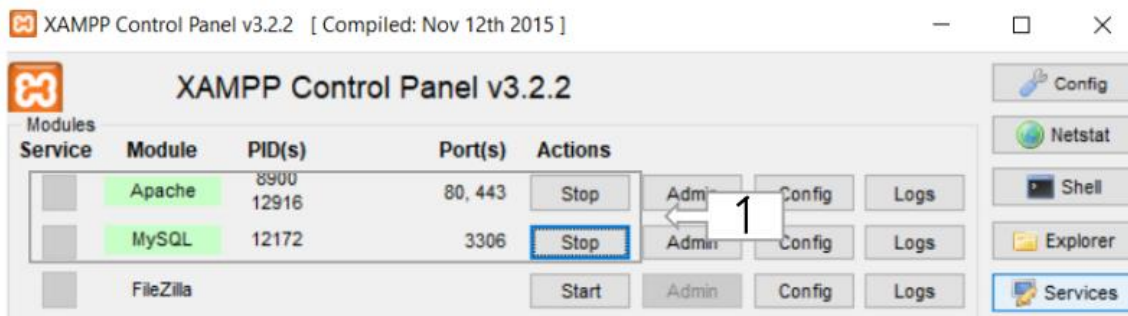 XAMPP Control Panel v3.2.2 [ Compiled: Nov 12th 2015 ]
XAMPP Control Panel v3.2.2
Config
Modules
Netstat
Service Module PID(s) Port(s) Actions
Apache 8900 12916 80, 443 Stop Admin Config Logs
Shell
1
MySQL 12172 3306 Stop Admin Config Logs
Explorer
FileZilla Start Admin Config Logs
Services